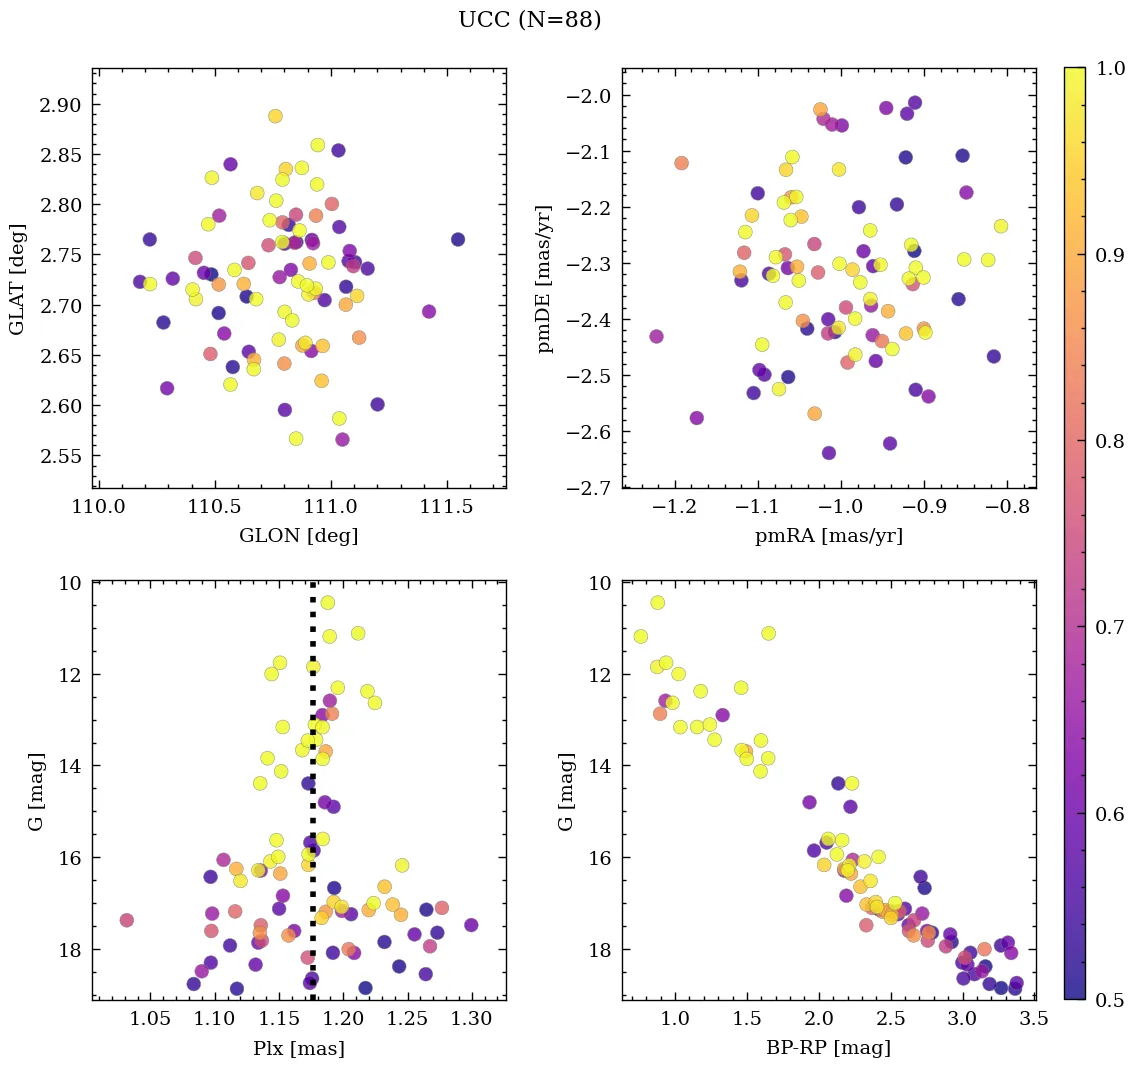 UCC (N=88)
2.90
2.85
2.80
2.75
2.70
2.65
2.60
2.55
GLAT [deg]
110.0 110.5 111.0 111.5
GLON [deg]
−2.0
−2.1
−2.2
−2.3
−2.4
−2.5
−2.6
−2.7
pmDE [mas/yr]
−1.2 −1.1 −1.0 −0.9 −0.8
pmRA [mas/yr]
10
12
14
16
18
G [mag]
1.05 1.10 1.15 1.20 1.25 1.30
Plx [mas]
10
12
14
16
18
G [mag]
1.0 1.5 2.0 2.5 3.0 3.5
BP-RP [mag]
1.0
0.9
0.8
0.7
0.6
0.5